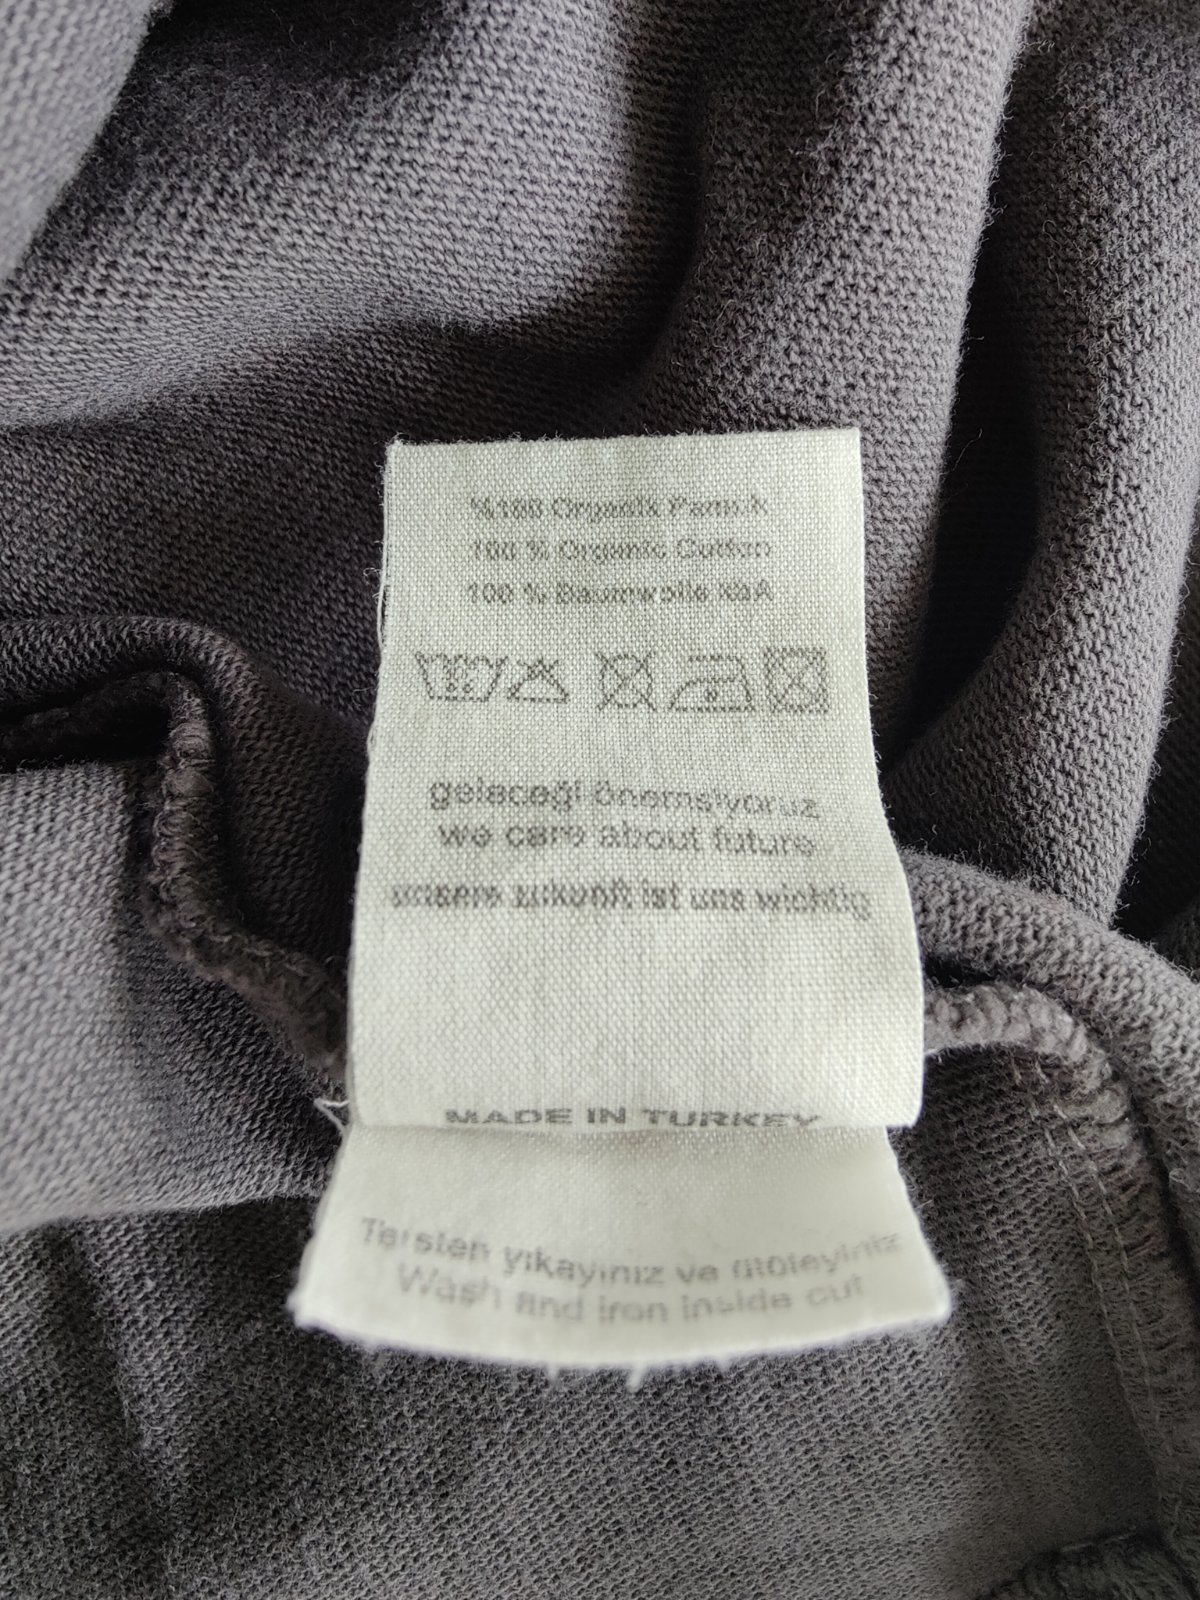 %100 Organik Pamuk
100 % Organic Cotton
100 % Baumwolle KBA
geleceği önemsiyoruz
we care about future
unsere zukunft ist uns wichtig
MADE IN TURKEY
Tersten yıkayınız ve ütüleyiniz
Wash and iron inside out